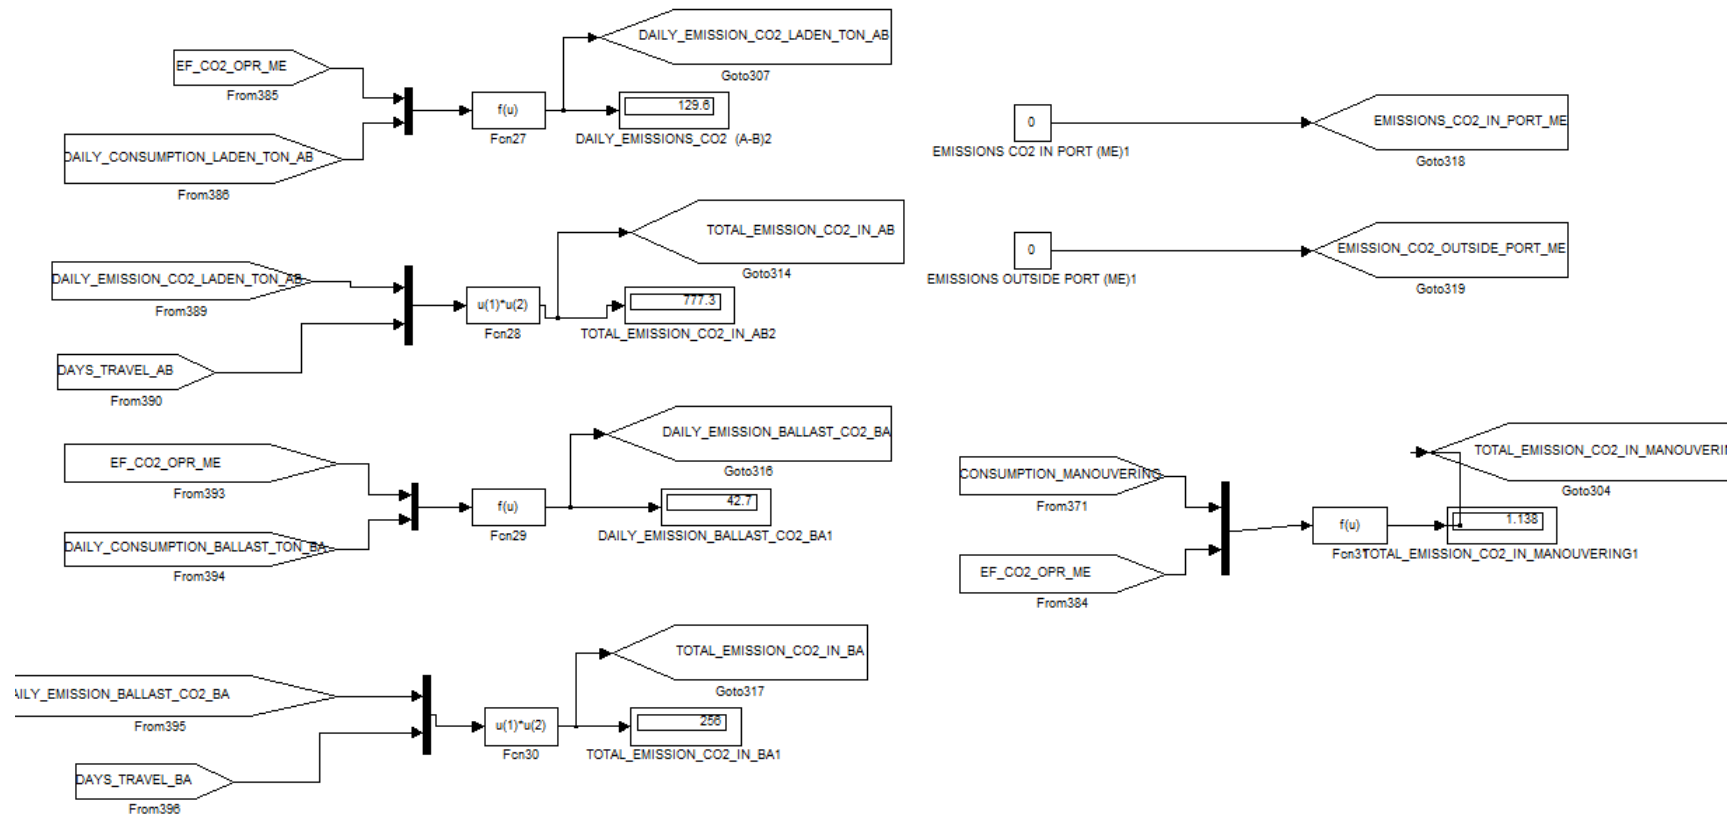 DAILY_EMISSION_CO2_LADEN_TON_AB
Goto307
EF_CO2_OPR_ME
From385
f(u)
Fcn27
129.6
DAILY_EMISSIONS_CO2 (A-B)2
DAILY_CONSUMPTION_LADEN_TON_AB
From386
TOTAL_EMISSION_CO2_IN_AB
Goto314
DAILY_EMISSION_CO2_LADEN_TON_AB
From389
u(1)*u(2)
Fcn28
777.3
TOTAL_EMISSION_CO2_IN_AB2
DAYS_TRAVEL_AB
From390
DAILY_EMISSION_BALLAST_CO2_BA
Goto316
EF_CO2_OPR_ME
From393
f(u)
Fcn29
42.7
DAILY_EMISSION_BALLAST_CO2_BA1
DAILY_CONSUMPTION_BALLAST_TON_BA
From394
TOTAL_EMISSION_CO2_IN_BA
Goto317
AILY_EMISSION_BALLAST_CO2_BA
From395
u(1)*u(2)
Fcn30
256
TOTAL_EMISSION_CO2_IN_BA1
DAYS_TRAVEL_BA
From396
0
EMISSIONS CO2 IN PORT (ME)1
EMISSIONS_CO2_IN_PORT_ME
Goto318
0
EMISSIONS OUTSIDE PORT (ME)1
EMISSION_CO2_OUTSIDE_PORT_ME
Goto319
TOTAL_EMISSION_CO2_IN_MANOUVERIN
Goto304
CONSUMPTION_MANOUVERING
From371
f(u)
Fcn31
1.138
TOTAL_EMISSION_CO2_IN_MANOUVERING1
EF_CO2_OPR_ME
From384